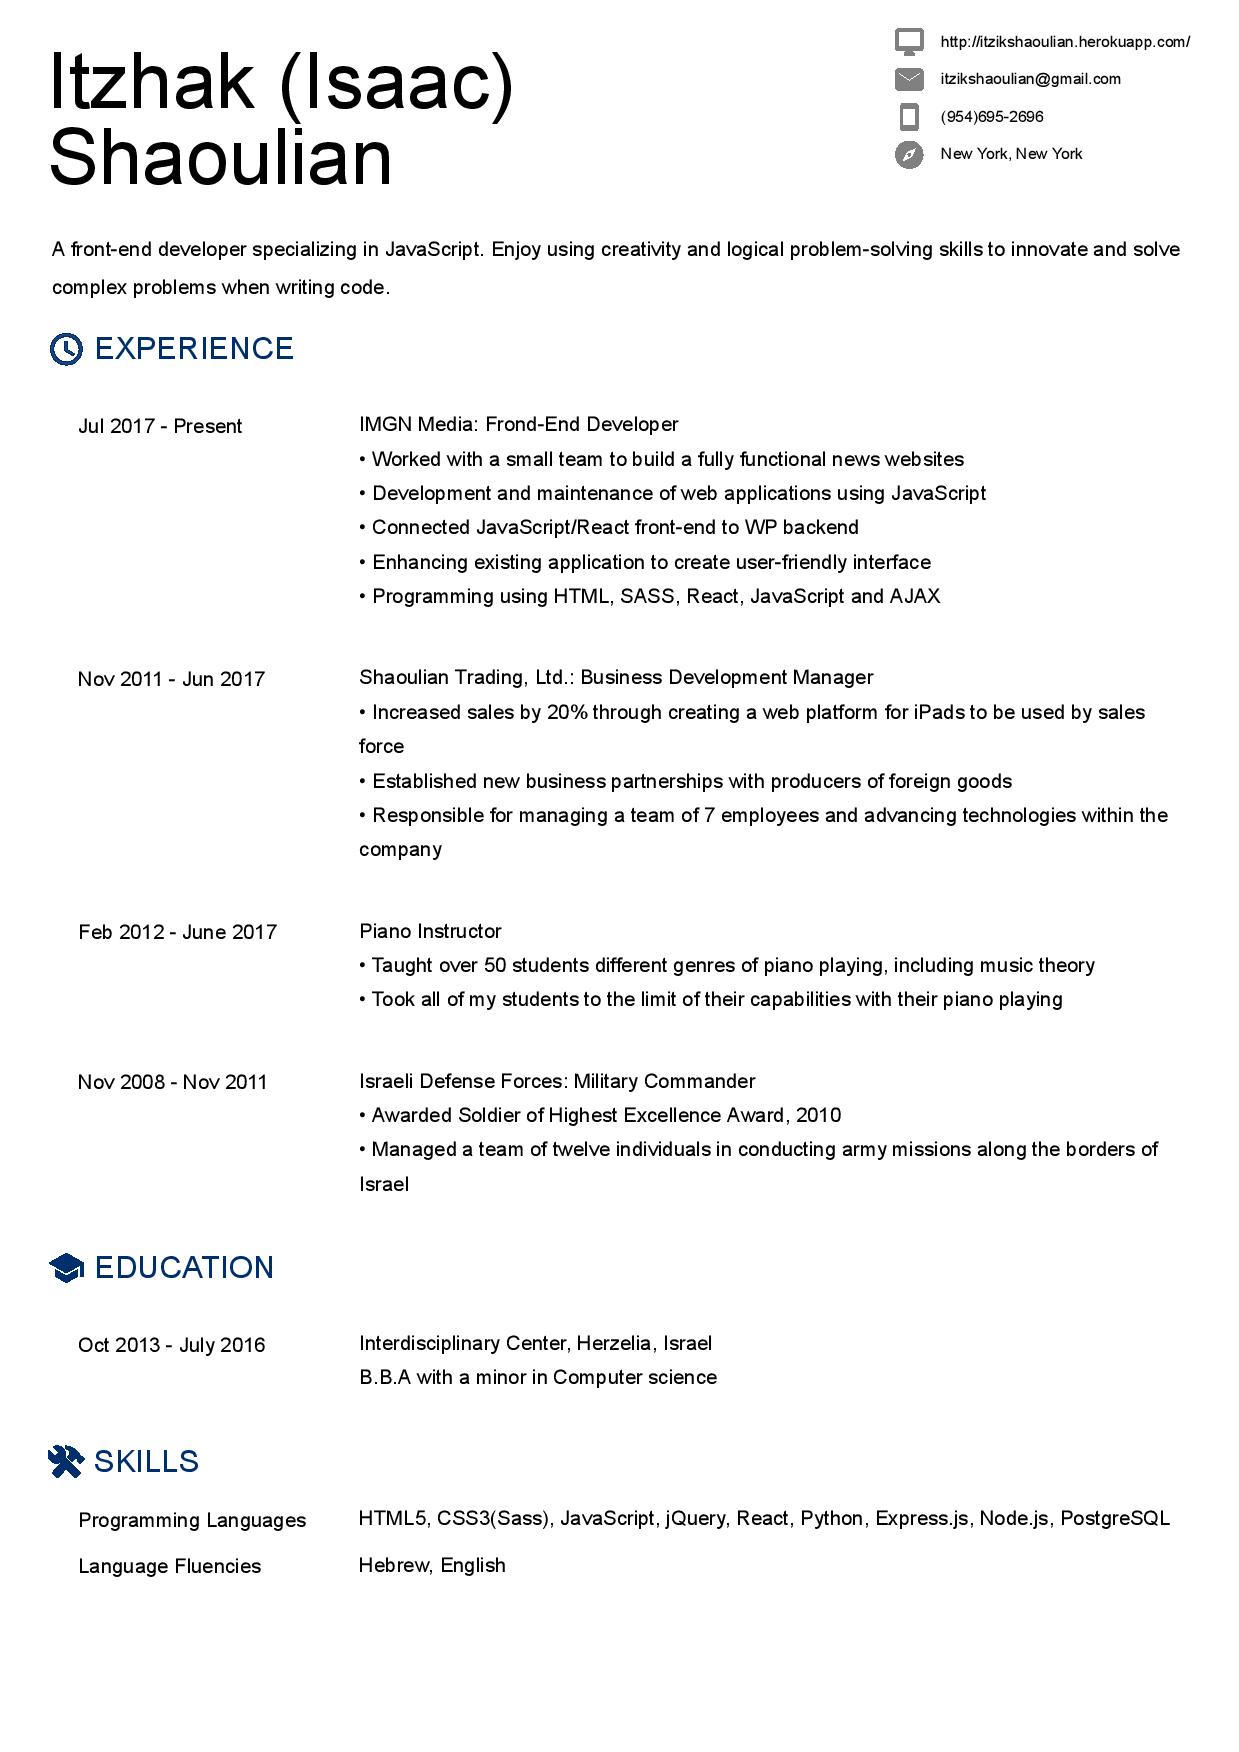 Itzhak (Isaac)
Shaoulian
http://itzikshaoulian.herokuapp.com/
itzikshaoulian@gmail.com
(954)695-2696
New York, New York
A front-end developer specializing in JavaScript. Enjoy using creativity and logical problem-solving skills to innovate and solve
complex problems when writing code.
EXPERIENCE
Jul 2017 - Present
IMGN Media: Frond-End Developer
• Worked with a small team to build a fully functional news websites
• Development and maintenance of web applications using JavaScript
• Connected JavaScript/React front-end to WP backend
• Enhancing existing application to create user-friendly interface
• Programming using HTML, SASS, React, JavaScript and AJAX
Nov 2011 - Jun 2017
Shaoulian Trading, Ltd.: Business Development Manager
• Increased sales by 20% through creating a web platform for iPads to be used by sales
force
• Established new business partnerships with producers of foreign goods
• Responsible for managing a team of 7 employees and advancing technologies within the
company
Feb 2012 - June 2017
Piano Instructor
• Taught over 50 students different genres of piano playing, including music theory
• Took all of my students to the limit of their capabilities with their piano playing
Nov 2008 - Nov 2011
Israeli Defense Forces: Military Commander
• Awarded Soldier of Highest Excellence Award, 2010
• Managed a team of twelve individuals in conducting army missions along the borders of
Israel
EDUCATION
Oct 2013 - July 2016
Interdisciplinary Center, Herzelia, Israel
B.B.A with a minor in Computer science
SKILLS
Programming Languages
HTML5, CSS3(Sass), JavaScript, jQuery, React, Python, Express.js, Node.js, PostgreSQL
Language Fluencies
Hebrew, English